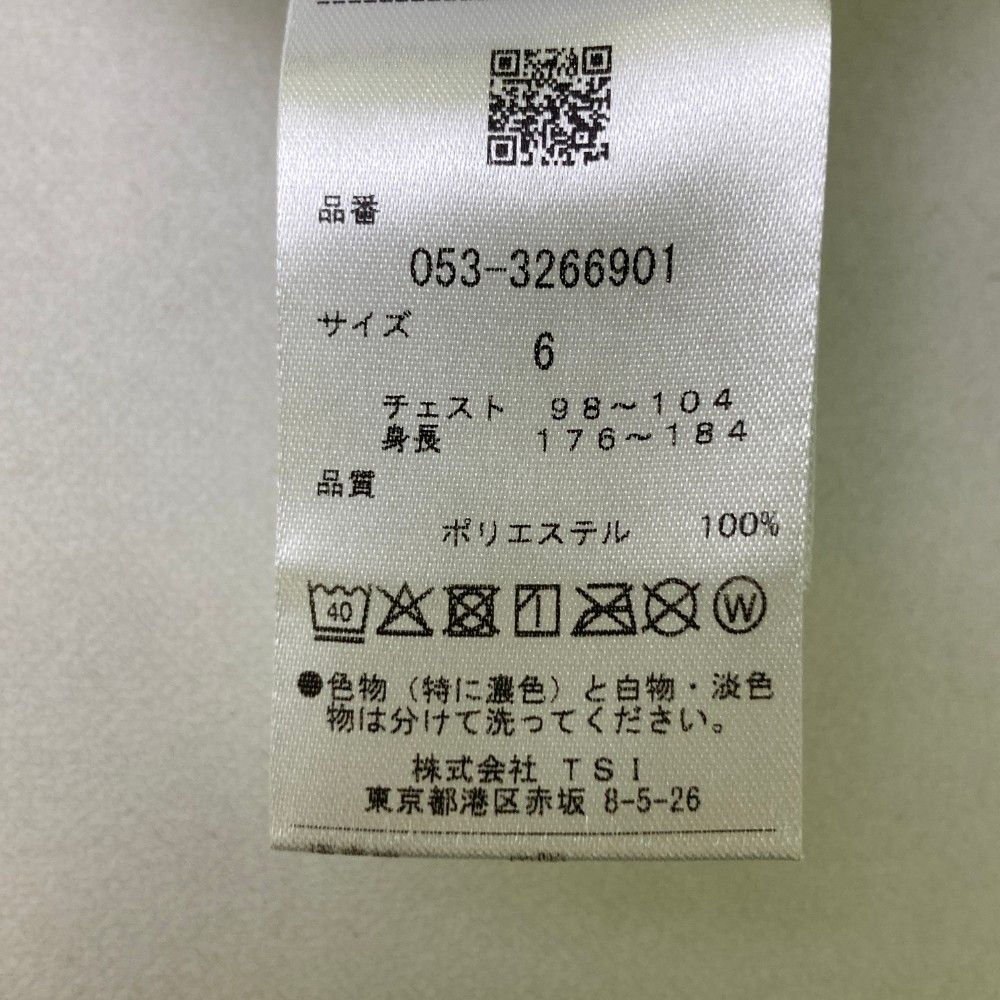 品番
053-3266901
サイズ
6
チェスト 98～104
身長 176～184
品質
ポリエステル 100%
40
W
●色物（特に濃色）と白物・淡色
物は分けて洗ってください。
株式会社 TSI
東京都港区赤坂 8-5-26